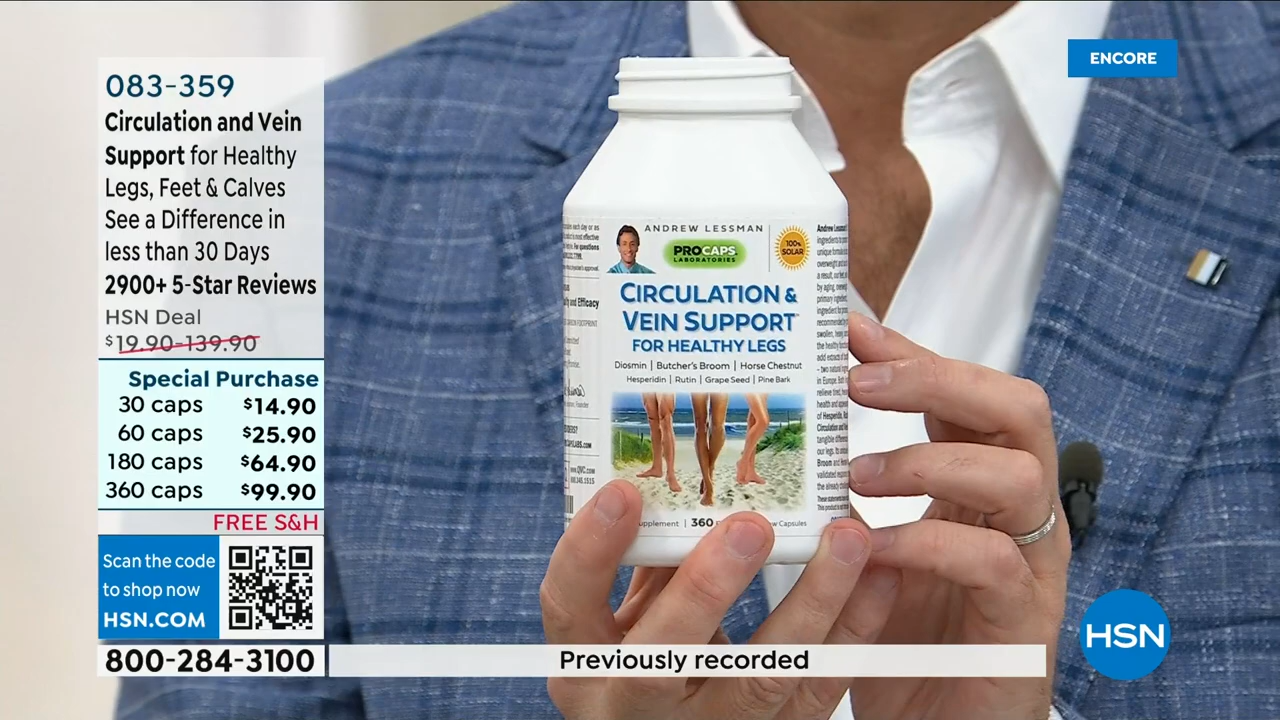 083-359
Circulation and Vein
Support for Healthy
Legs, Feet & Calves
See a Difference in
less than 30 Days
2900+ 5-Star Reviews
HSN Deal
$19.90-139.90
Special Purchase
30 caps $14.90
60 caps $25.90
180 caps $64.90
360 caps $99.90
FREE S&H
Scan the code
to shop now
HSN.COM
800-284-3100
Previously recorded
ENCORE
HSN
ANDREW LESSMAN
PROCAPS
LABORATORIES
100%
SOLAR
CIRCULATION &
VEIN SUPPORT
FOR HEALTHY LEGS
Diosmin | Butcher's Broom | Horse Chestnut
Hesperidin | Rutin | Grape Seed | Pine Bark
360
Capsules